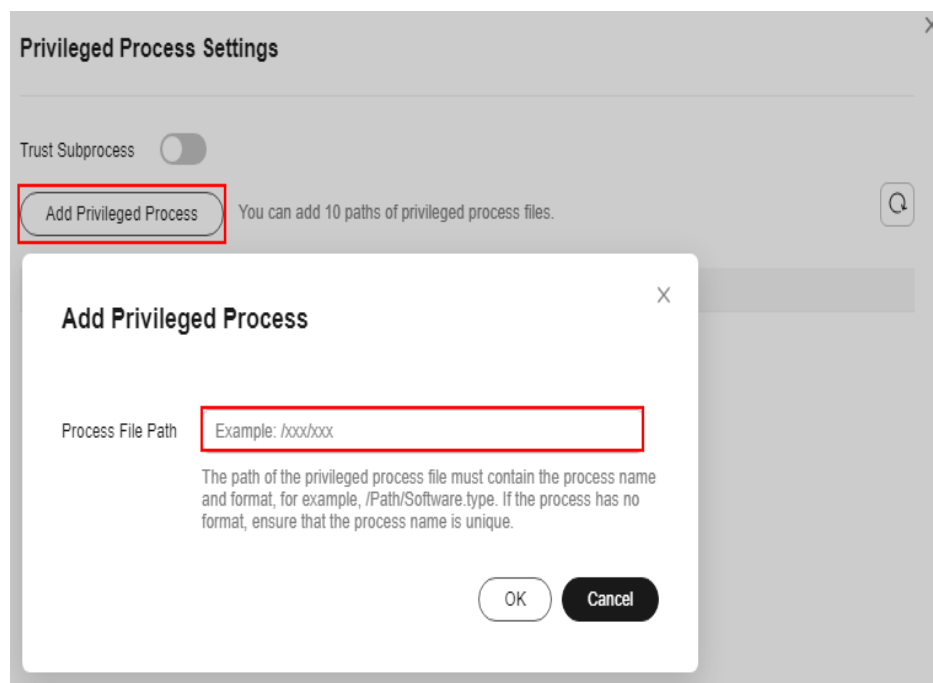 Privileged Process Settings
Trust Subprocess
Add Privileged Process
You can add 10 paths of privileged process files.
Add Privileged Process
Process File Path
Example: /xxx/xxx
The path of the privileged process file must contain the process name
and format, for example, /Path/Software.type. If the process has no
format, ensure that the process name is unique.
OK
Cancel